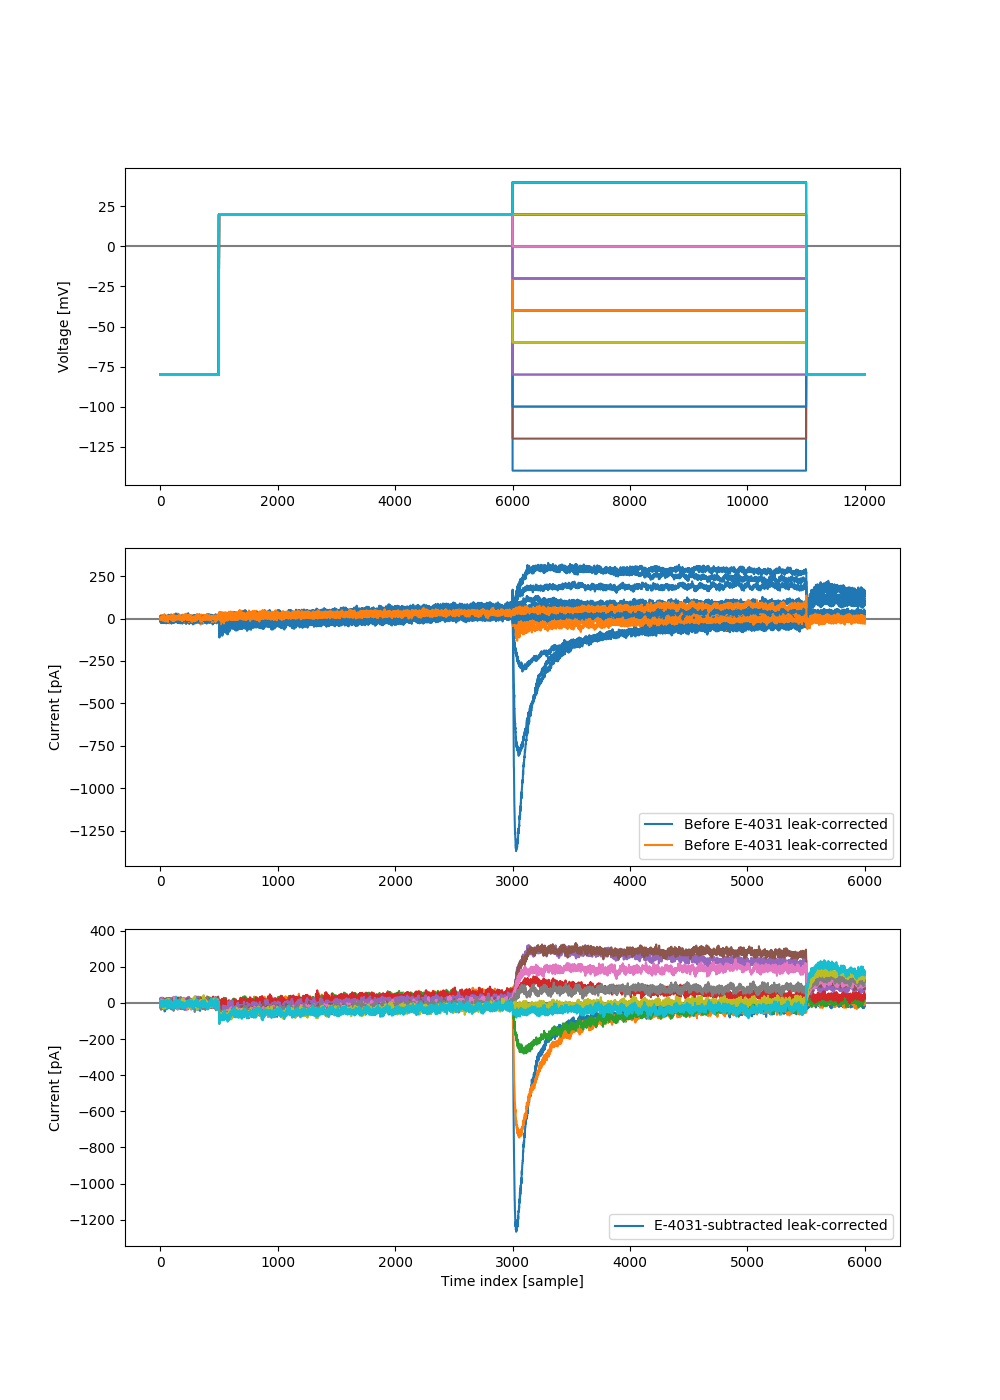 25
0
−25
−50
−75
−100
−125
Voltage [mV]
0 2000 4000 6000 8000 10000 12000
250
0
−250
−500
−750
−1000
−1250
Current [pA]
Before E-4031 leak-corrected
Before E-4031 leak-corrected
0 1000 2000 3000 4000 5000 6000
400
200
0
−200
−400
−600
−800
−1000
−1200
Current [pA]
E-4031-subtracted leak-corrected
0 1000 2000 3000 4000 5000 6000
Time index [sample]